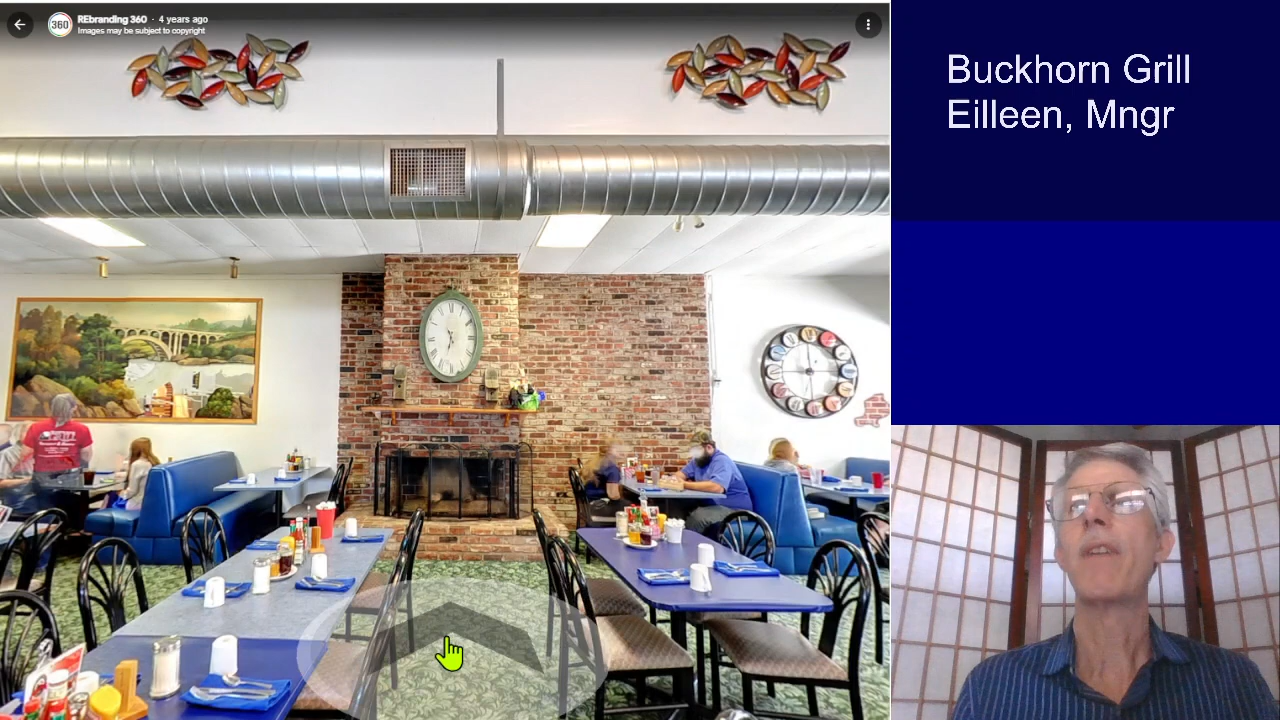 360
REbranding 360 · 4 years ago
Images may be subject to copyright
Buckhorn Grill
Eilleen, Mngr